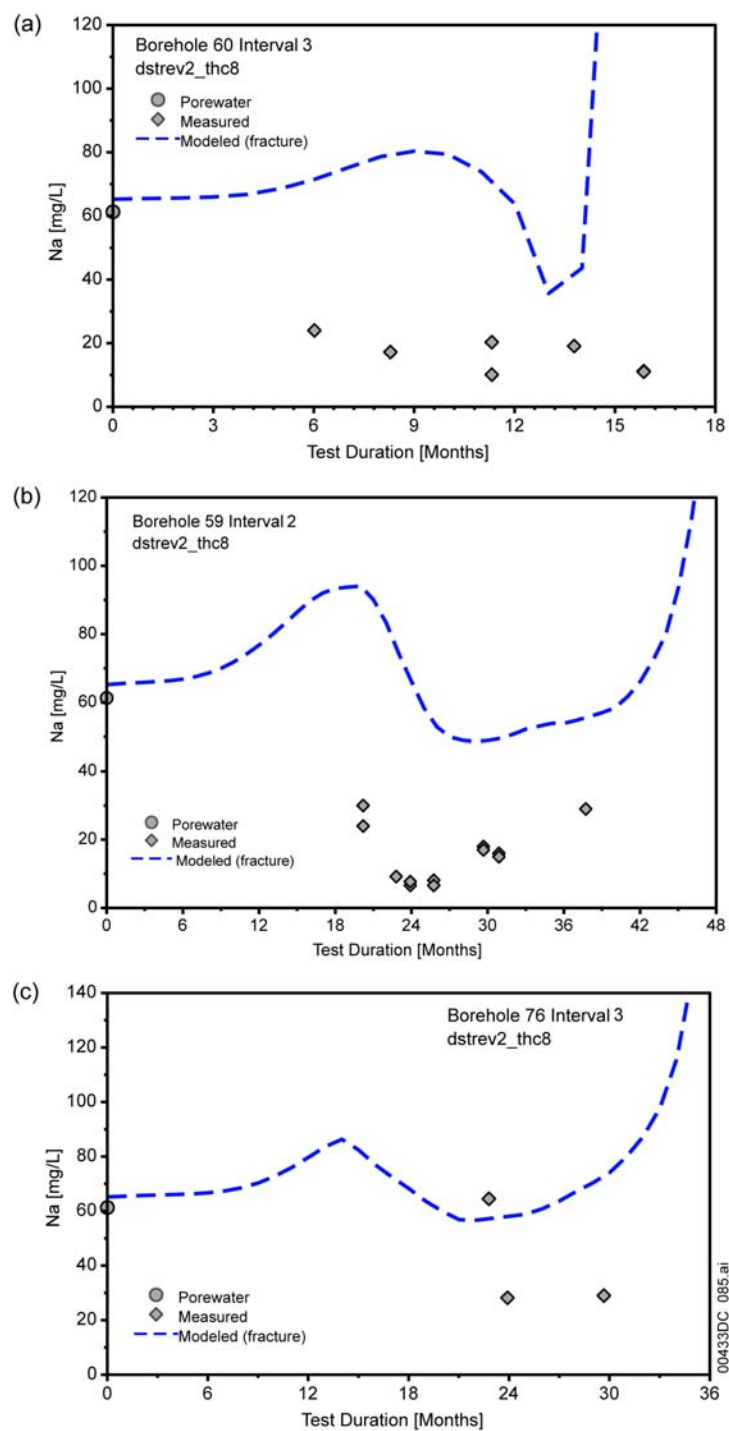 (a)
Borehole 60 Interval 3
dstrev2_thc8
Porewater
Measured
Modeled (fracture)
Na [mg/L]
120
100
80
60
40
20
0
0 3 6 9 12 15 18
Test Duration [Months]
(b)
Borehole 59 Interval 2
dstrev2_thc8
Porewater
Measured
Modeled (fracture)
Na [mg/L]
120
100
80
60
40
20
0
0 6 12 18 24 30 36 42 48
Test Duration [Months]
(c)
Borehole 76 Interval 3
dstrev2_thc8
Porewater
Measured
Modeled (fracture)
Na [mg/L]
140
120
100
80
60
40
20
0
0 6 12 18 24 30 36
Test Duration [Months]
00433DC_085.ai